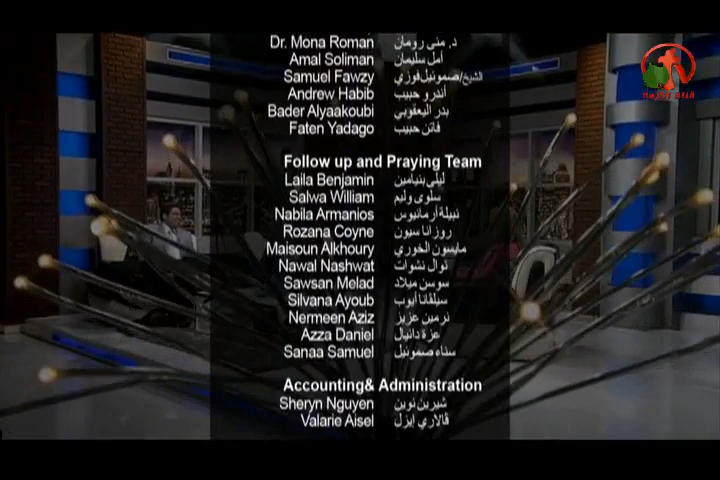 Dr. Mona Roman د. منى رومان
Amal Soliman أمل سليمان
Samuel Fawzy الشيخ/صموئيل فوزي
Andrew Habib أندرو حبيب
Bader Alyaakoubi بدر اليعقوبي
Faten Yadago فاتن حبيب
Follow up and Praying Team
Laila Benjamin ليلى بنيامين
Salwa William سلوى وليم
Nabila Armanios نبيلة أرمانيوس
Rozana Coyne روزانا سيون
Maisoun Alkhoury مايسون الخوري
Nawal Nashwat نوال نشوات
Sawsan Melad سوسن ميلاد
Silvana Ayoub سيلفانا أيوب
Nermeen Aziz نرمين عزيز
Azza Daniel عزة دانيال
Sanaa Samuel سناء صموئيل
Accounting& Administration
Sheryn Nguyen شيرين نوين
Valarie Aisel ڤالاري إيزل